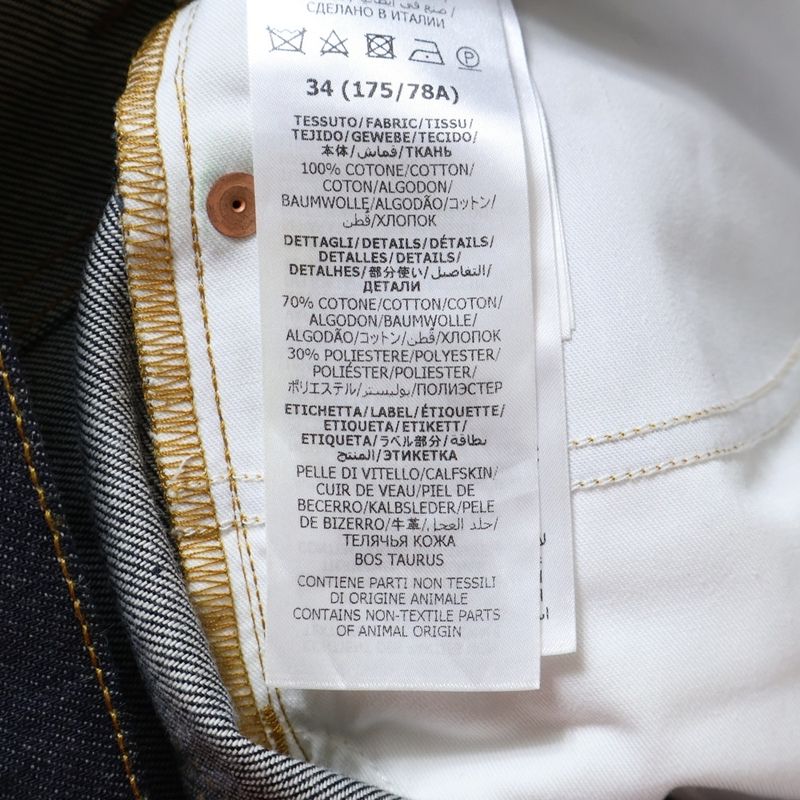 صنع في إيطاليا/
СДЕЛАНО В ИТАЛИИ
P
34 (175/78A)
TESSUTO/FABRIC/TISSU/
TEJIDO/GEWEBE/TECIDO/
本体/قماش/ТКАНЬ
100% COTONE/COTTON/
COTON/ALGODON/
BAUMWOLLE/ALGODÃO/コットン/
قطن/ХЛОПОК
DETTAGLI/DETAILS/DÉTAILS/
DETALLES/DETAILS/
DETALHES/部分使い/التفاصيل/
ДЕТАЛИ
70% COTONE/COTTON/COTON/
ALGODON/BAUMWOLLE/
ALGODÃO/コットン/قطن/ХЛОПОК
30% POLIESTERE/POLYESTER/
POLIÉSTER/POLIESTER/
ポリエステル/بوليستر/ПОЛИЭСТЕР
ETICHETTA/LABEL/ÉTIQUETTE/
ETIQUETA/ETIKETT/
ETIQUETA/ラベル部分/بطاقة
المنتج/ЭТИКЕТКА
PELLE DI VITELLO/CALFSKIN/
CUIR DE VEAU/PIEL DE
BECERRO/KALBSLEDER/PELE
DE BIZERRO/牛革/جلد العجل/
ТЕЛЯЧЬЯ КОЖА
BOS TAURUS
CONTIENE PARTI NON TESSILI
DI ORIGINE ANIMALE
CONTAINS NON-TEXTILE PARTS
OF ANIMAL ORIGIN